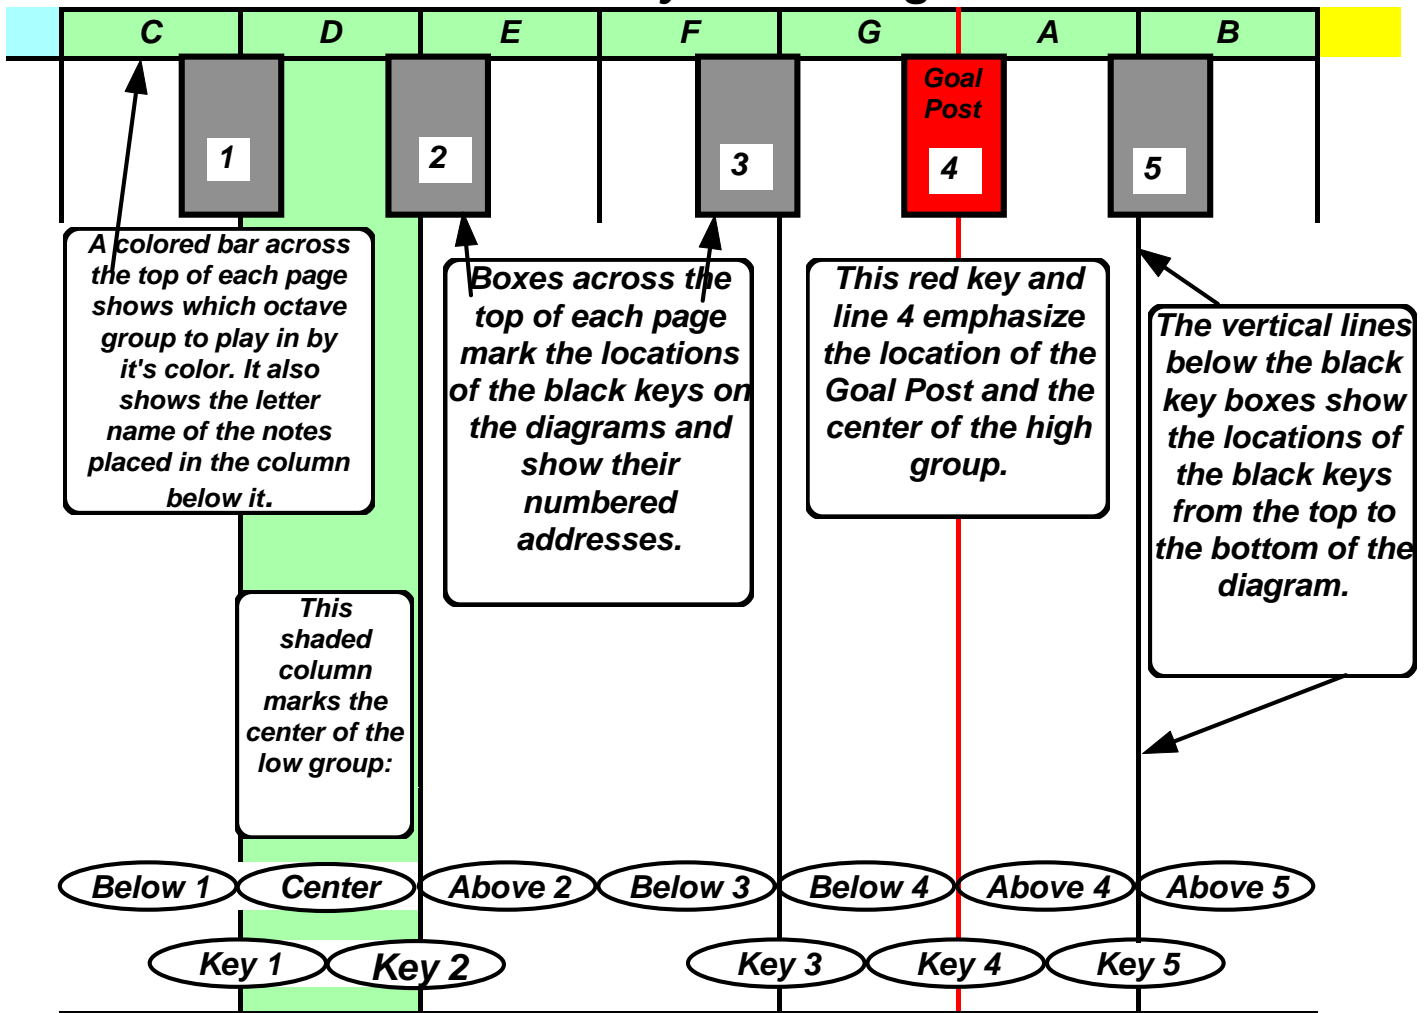 C D E F G A B
Goal
Post
1 2 3 4 5
A colored bar across
the top of each page
shows which octave
group to play in by
it's color. It also
shows the letter
name of the notes
placed in the column
below it.
Boxes across the
top of each page
mark the locations
of the black keys on
the diagrams and
show their
numbered
addresses.
This red key and
line 4 emphasize
the location of the
Goal Post and the
center of the high
group.
The vertical lines
below the black
key boxes show
the locations of
the black keys
from the top to
the bottom of the
diagram.
This
shaded
column
marks the
center of the
low group:
Below 1 Center Above 2 Below 3 Below 4 Above 4 Above 5
Key 1 Key 2 Key 3 Key 4 Key 5